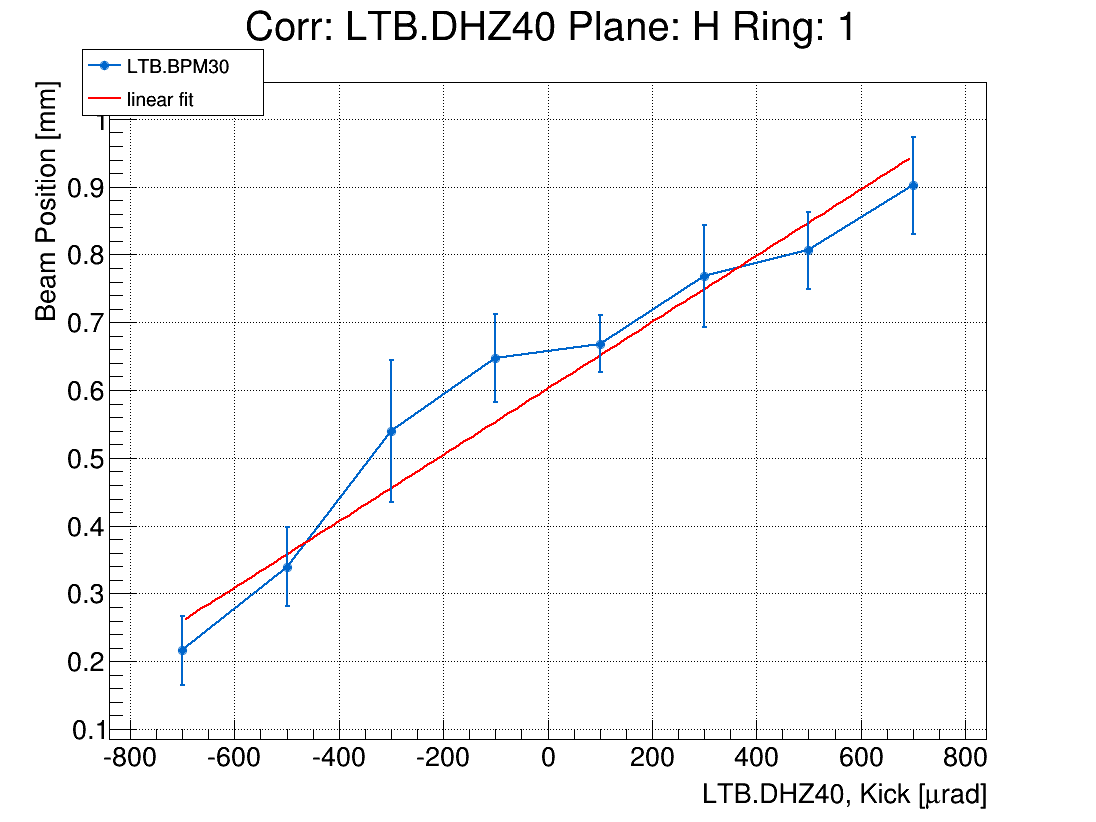 Corr: LTB.DHZ40 Plane: H Ring: 1
LTB.BPM30
linear fit
Beam Position [mm]
1
0.9
0.8
0.7
0.6
0.5
0.4
0.3
0.2
0.1
-800 -600 -400 -200 0 200 400 600 800
LTB.DHZ40, Kick [μrad]